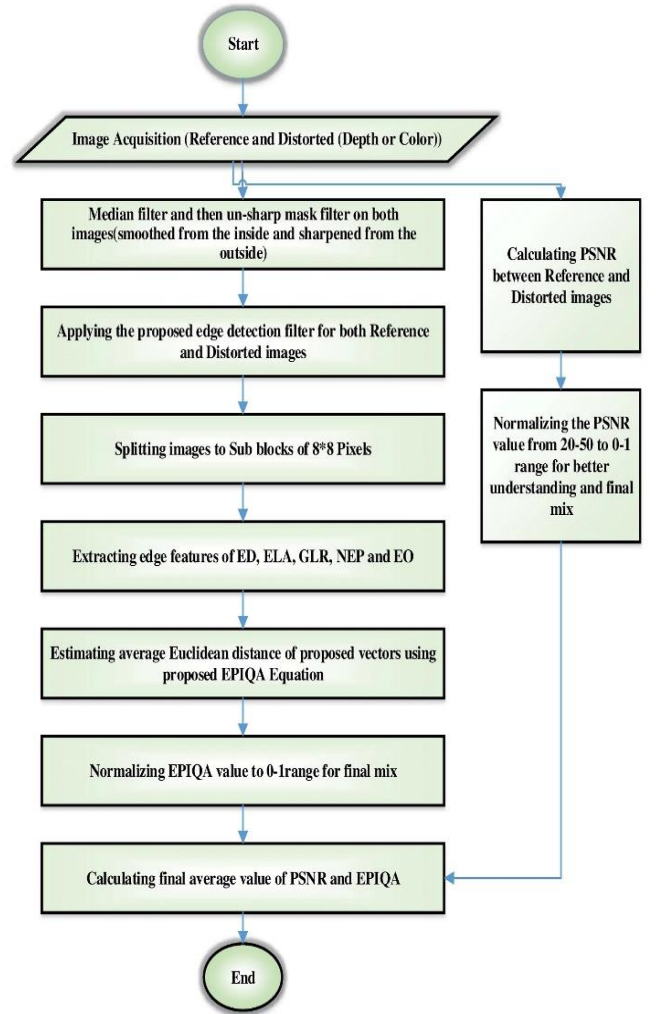 Start
Image Acquisition (Reference and Distorted (Depth or Color))
Median filter and then un-sharp mask filter on both
images(smoothed from the inside and sharpened from the
outside)
Applying the proposed edge detection filter for both Reference
and Distorted images
Splitting images to Sub blocks of 8*8 Pixels
Extracting edge features of ED, ELA, GLR, NEP and EO
Estimating average Euclidean distance of proposed vectors using
proposed EPIQA Equation
Normalizing EPIQA value to 0-1range for final mix
Calculating PSNR
between Reference and
Distorted images
Normalizing the PSNR
value from 20-50 to 0-1
range for better
understanding and final
mix
Calculating final average value of PSNR and EPIQA
End